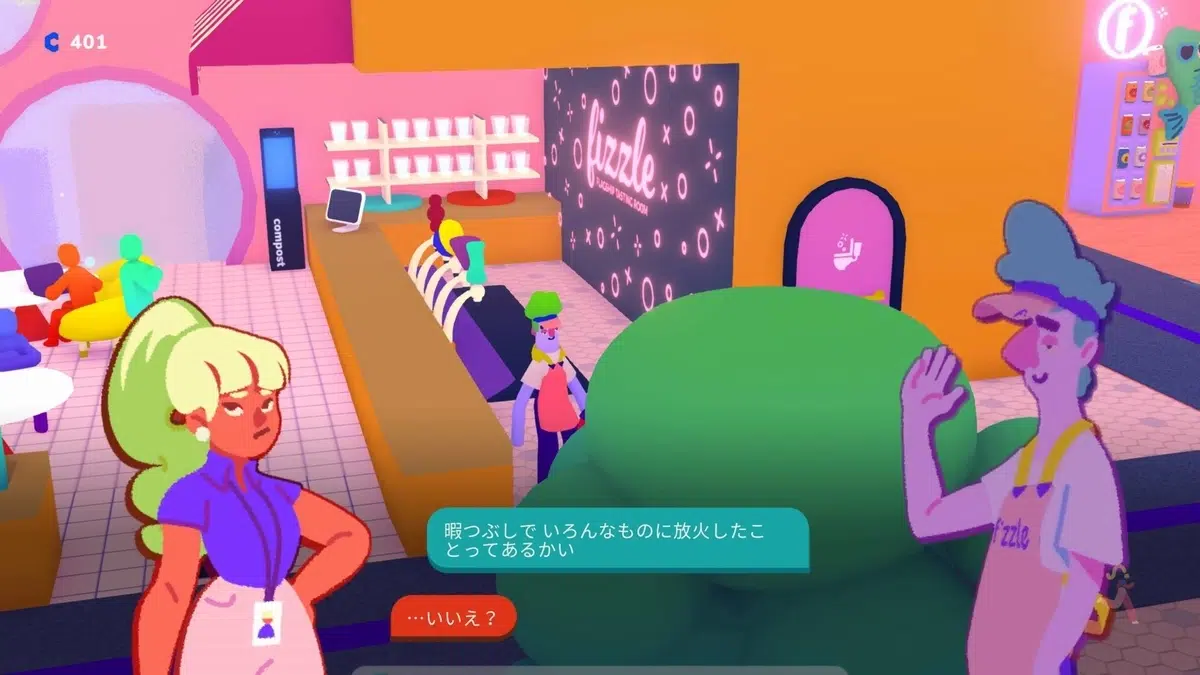 401
f
fizzle
FLAGSHIP TASTING ROOM
compost
暇つぶしで いろんなものに放火したこ
とってあるかい
fizzle
…いいえ？